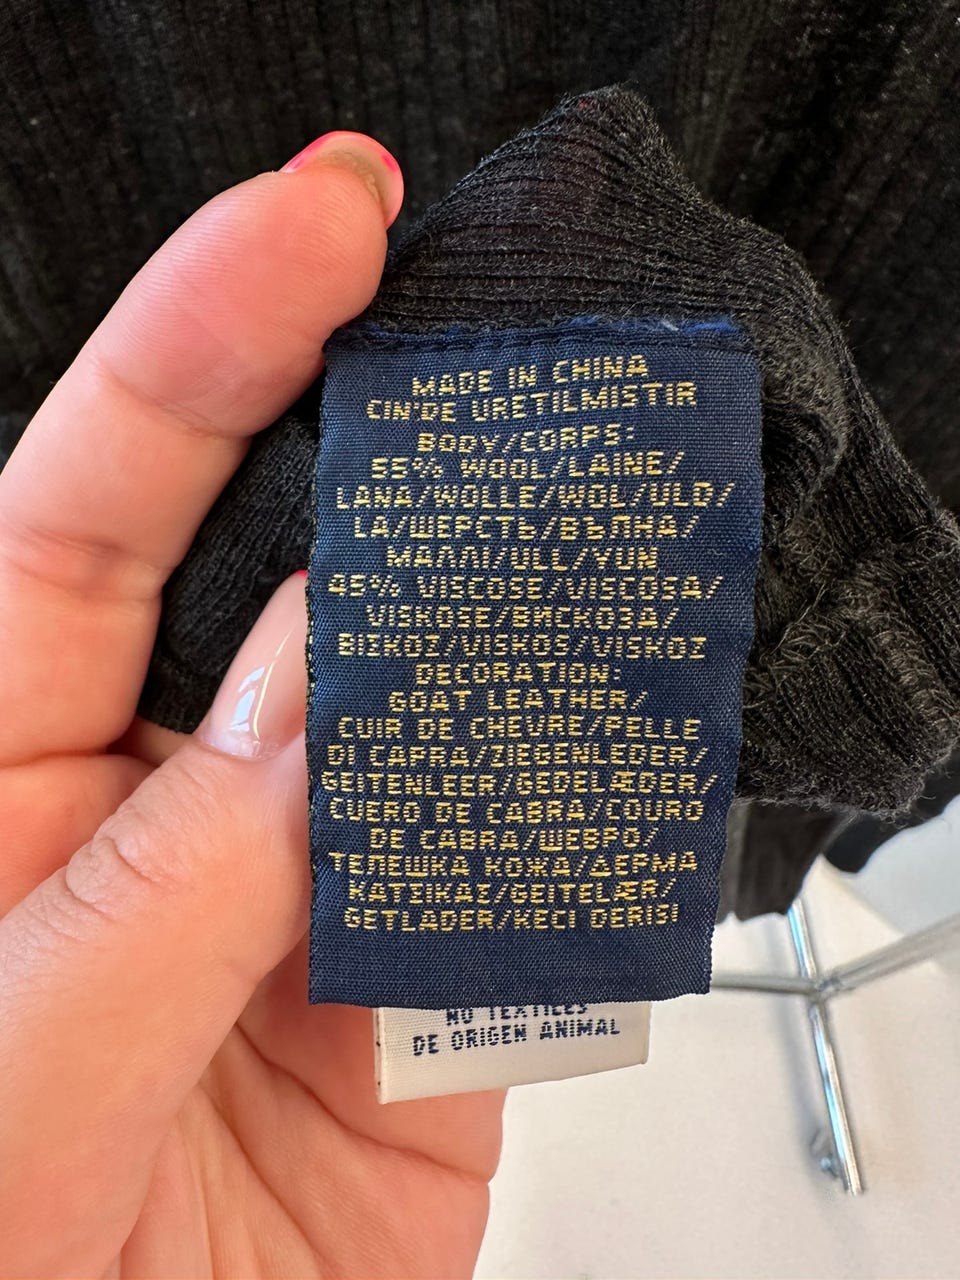 MADE IN CHINA
CIN'DE URETILMISTIR
BODY/CORPS:
55% WOOL/LAINE/
LANA/WOLLE/WOL/ULD/
LA/ШЕРСТЬ/ВЪЛНА/
ΜΑΛΛΙ/ULL/YUN
45% VISCOSE/VISCOSA/
VISKOSE/ВИСКОЗА/
ΒΙΣΚΟΖ/VISKOS/VISKOZ
DECORATION:
GOAT LEATHER/
CUIR DE CHEVRE/PELLE
DI CAPRA/ZIEGENLEDER/
GEITENLEER/GEDELÆDER/
CUERO DE CABRA/COURO
DE CABRA/ШЕВРО/
ТЕПЕШКА КОЖА/ΔΕΡΜΑ
ΚΑΤΣΙΚΑΣ/GEITELÆR/
GETLADER/KECI DERISI
NO TEXTILES
DE ORIGEN ANIMAL